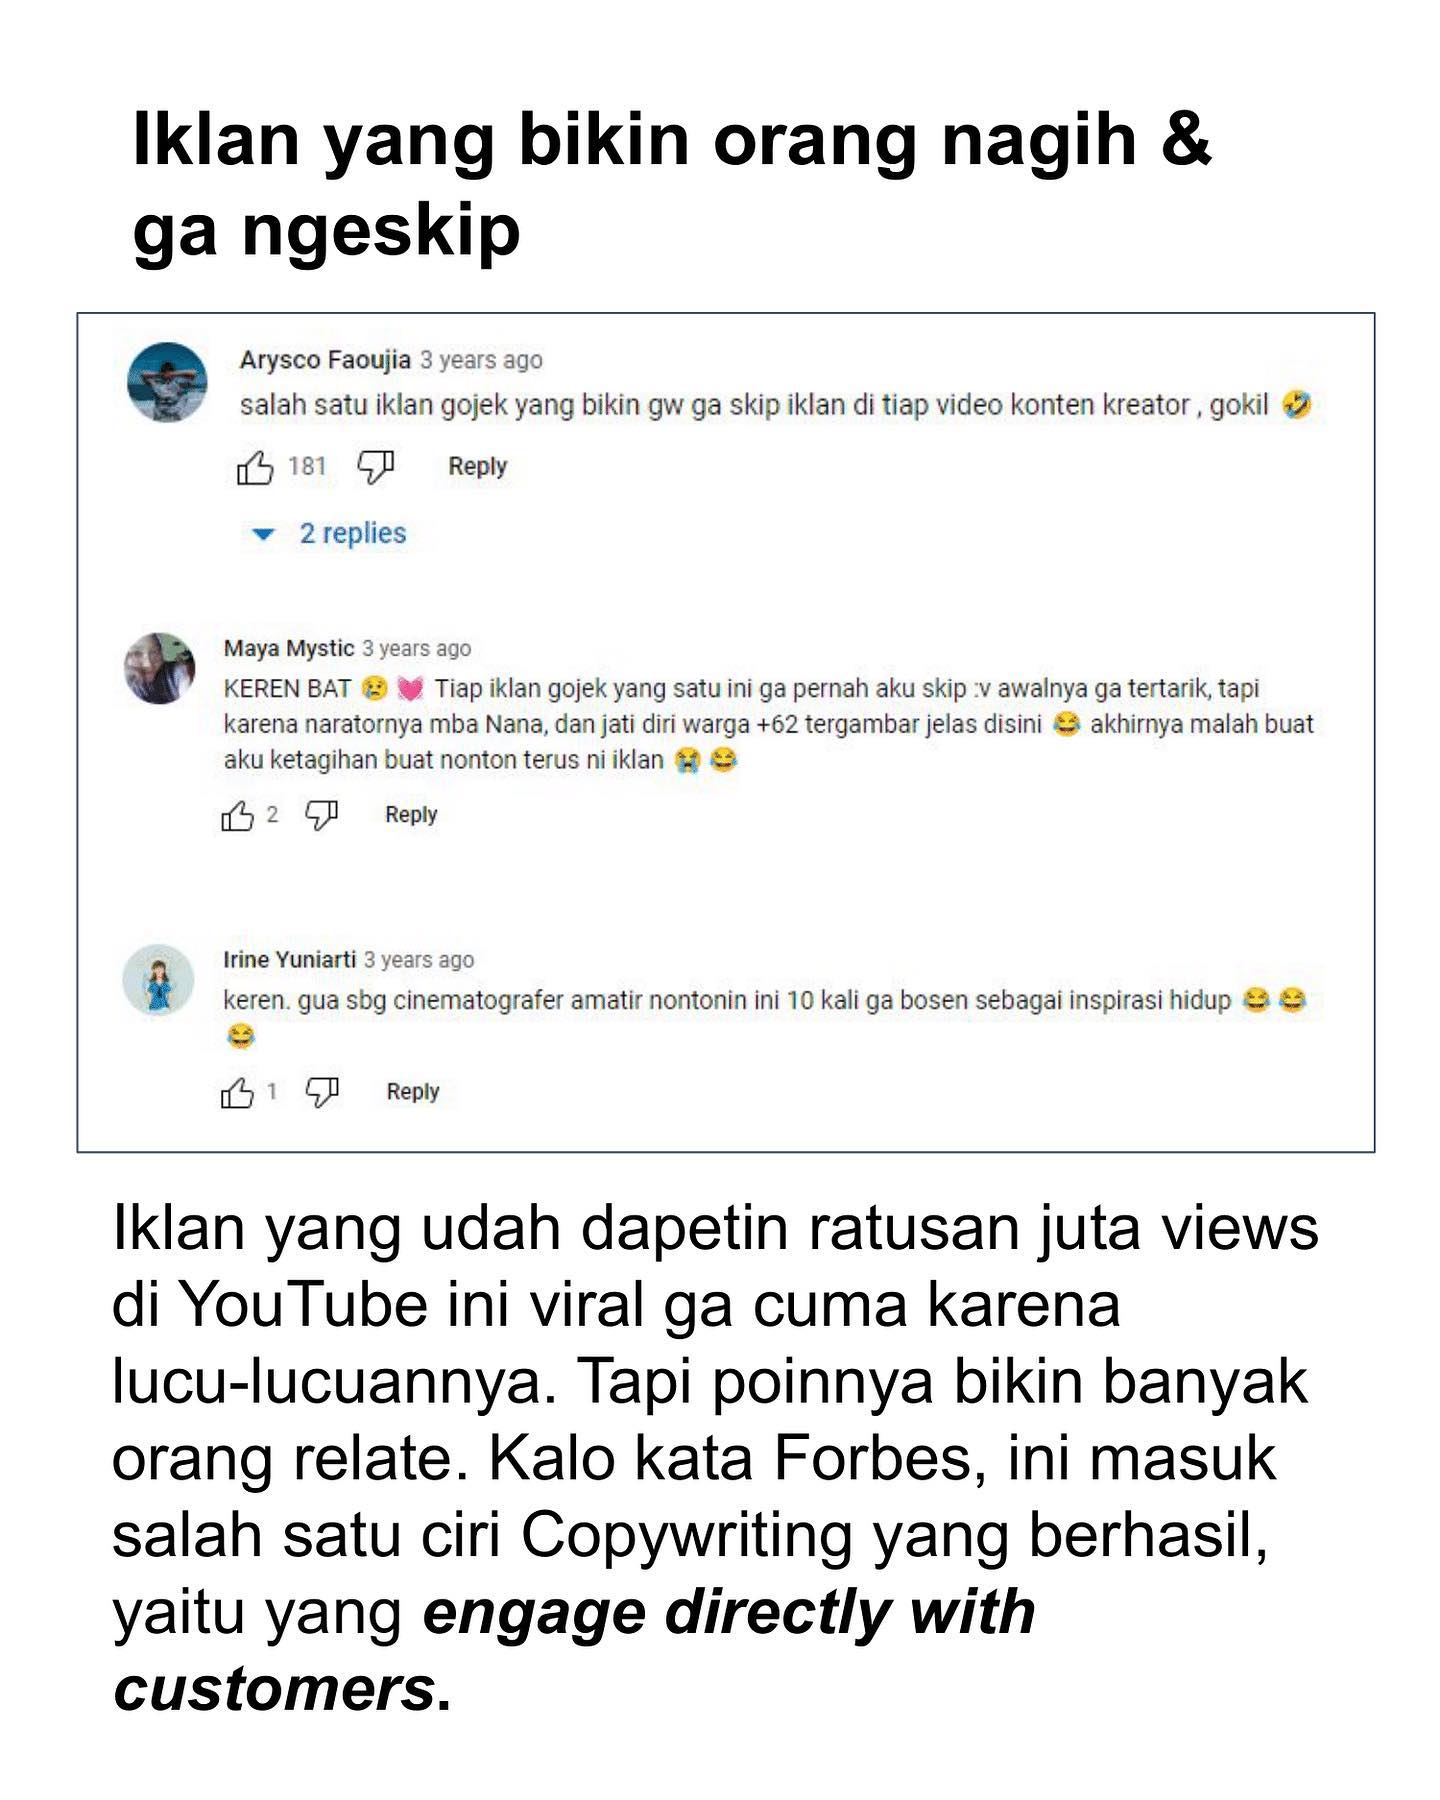 Iklan yang bikin orang nagih &
ga ngeskip
Arysco Faoujia 3 years ago
salah satu iklan gojek yang bikin gw ga skip iklan di tiap video konten kreator , gokil 🤣
181 Reply
2 replies
Maya Mystic 3 years ago
KEREN BAT 😢 💓 Tiap iklan gojek yang satu ini ga pernah aku skip :v awalnya ga tertarik, tapi
karena naratornya mba Nana, dan jati diri warga +62 tergambar jelas disini 😂 akhirnya malah buat
aku ketagihan buat nonton terus ni iklan 😭 😂
2 Reply
Irine Yuniarti 3 years ago
keren. gua sbg cinematografer amatir nontonin ini 10 kali ga bosen sebagai inspirasi hidup 😂 😂
😂
1 Reply
Iklan yang udah dapetin ratusan juta views
di YouTube ini viral ga cuma karena
lucu-lucuannya. Tapi poinnya bikin banyak
orang relate. Kalo kata Forbes, ini masuk
salah satu ciri Copywriting yang berhasil,
yaitu yang engage directly with
customers.